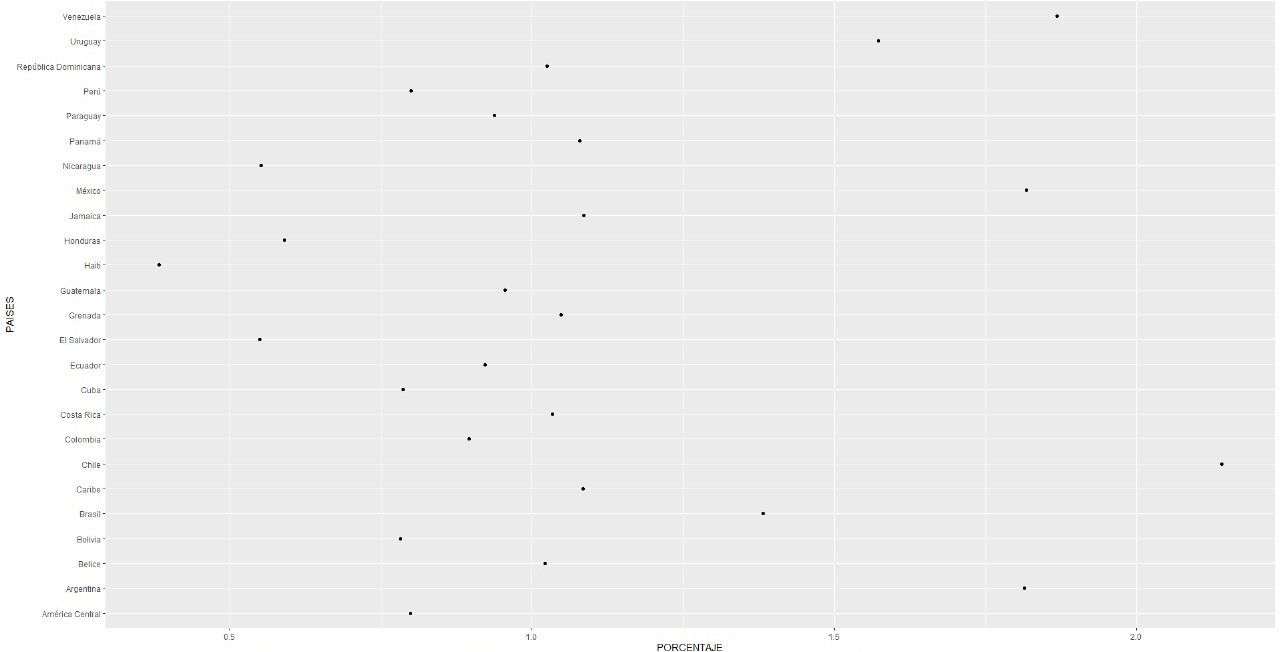 Venezuela
Uruguay
República Dominicana
Perú
Paraguay
Panamá
Nicaragua
México
Jamaica
Honduras
Haiti
Guatemala
Grenada
El Salvador
Ecuador
Cuba
Costa Rica
Colombia
Chile
Caribe
Brasil
Bolivia
Belice
Argentina
América Central
PAISES
0.5 1.0 1.5 2.0
PORCENTAJE